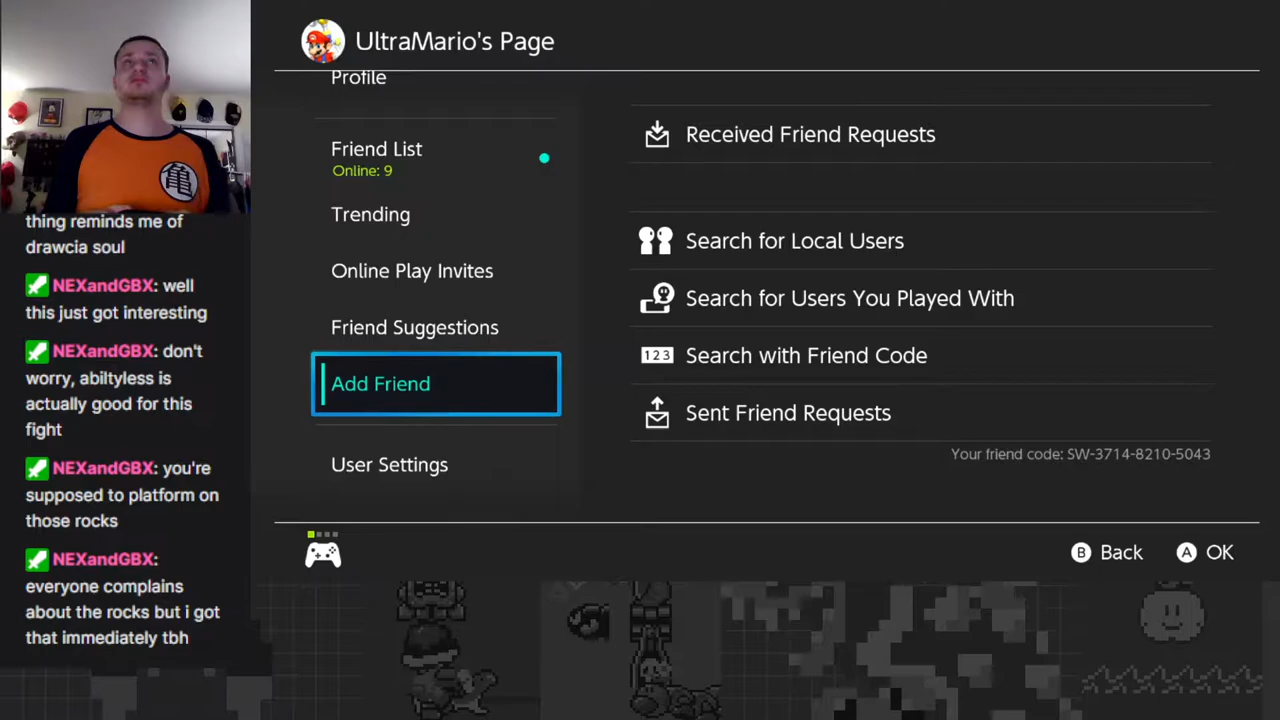 UltraMario's Page
Profile
Friend List
Online: 9
Trending
Online Play Invites
Friend Suggestions
Add Friend
User Settings
Received Friend Requests
Search for Local Users
Search for Users You Played With
123 Search with Friend Code
Sent Friend Requests
Your friend code: SW-3714-8210-5043
B Back
A OK
亀
thing reminds me of
drawcia soul
NEXandGBX: well
this just got interesting
NEXandGBX: don't
worry, abiltyless is
actually good for this
fight
NEXandGBX: you're
supposed to platform on
those rocks
NEXandGBX:
everyone complains
about the rocks but i got
that immediately tbh